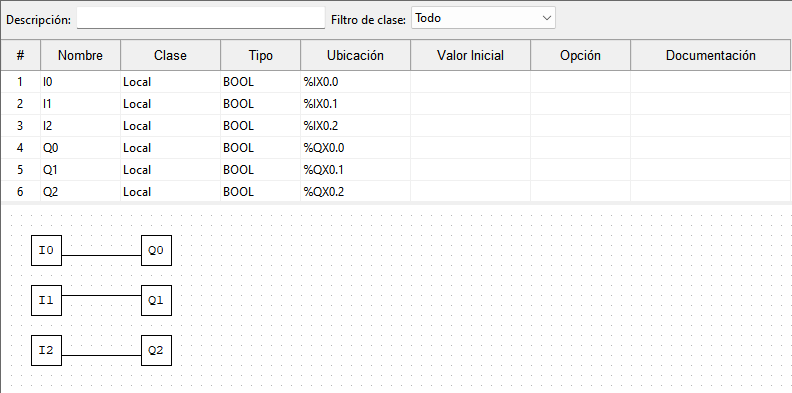 Descripción: Filtro de clase: Todo
# Nombre Clase Tipo Ubicación Valor Inicial Opción Documentación
1 I0 Local BOOL %IX0.0
2 I1 Local BOOL %IX0.1
3 I2 Local BOOL %IX0.2
4 Q0 Local BOOL %QX0.0
5 Q1 Local BOOL %QX0.1
6 Q2 Local BOOL %QX0.2
I0 Q0
I1 Q1
I2 Q2